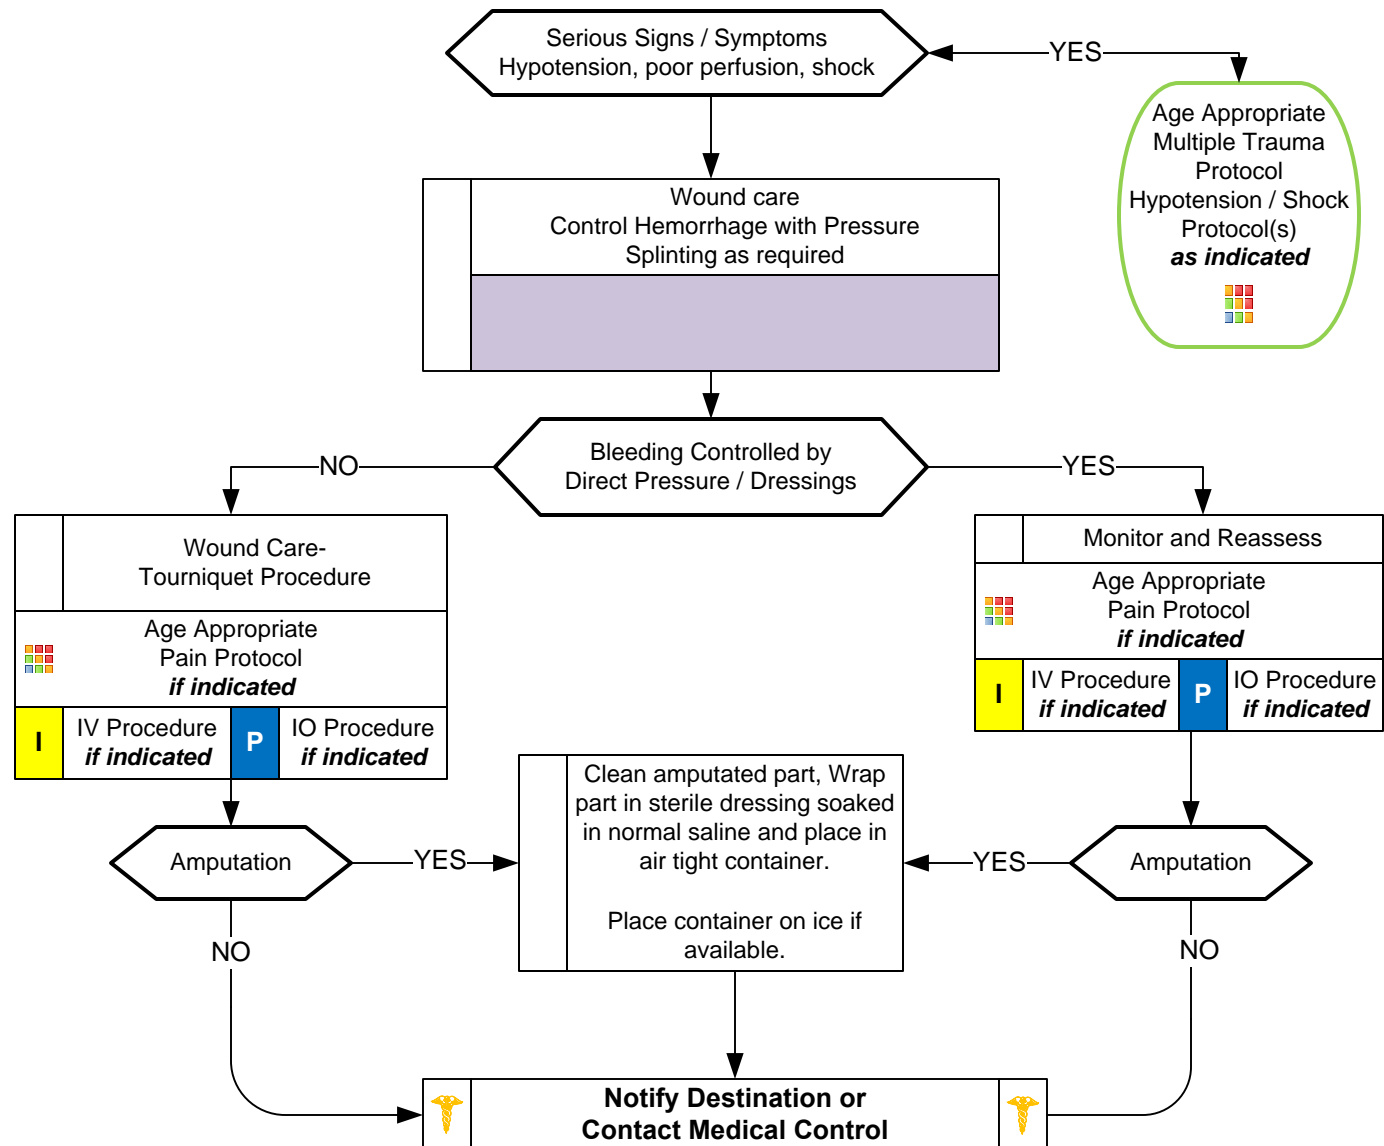 Serious Signs / Symptoms
Hypotension, poor perfusion, shock
YES
Age Appropriate
Multiple Trauma
Protocol
Hypotension / Shock
Protocol(s)
as indicated
Wound care
Control Hemorrhage with Pressure
Splinting as required
Bleeding Controlled by
Direct Pressure / Dressings
NO
YES
Wound Care-
Tourniquet Procedure
Age Appropriate
Pain Protocol
if indicated
I
IV Procedure
if indicated
P
IO Procedure
if indicated
Monitor and Reassess
Age Appropriate
Pain Protocol
if indicated
I
IV Procedure
if indicated
P
IO Procedure
if indicated
Amputation
YES
NO
Clean amputated part, Wrap
part in sterile dressing soaked
in normal saline and place in
air tight container.
Place container on ice if
available.
YES
Amputation
NO
Notify Destination or
Contact Medical Control